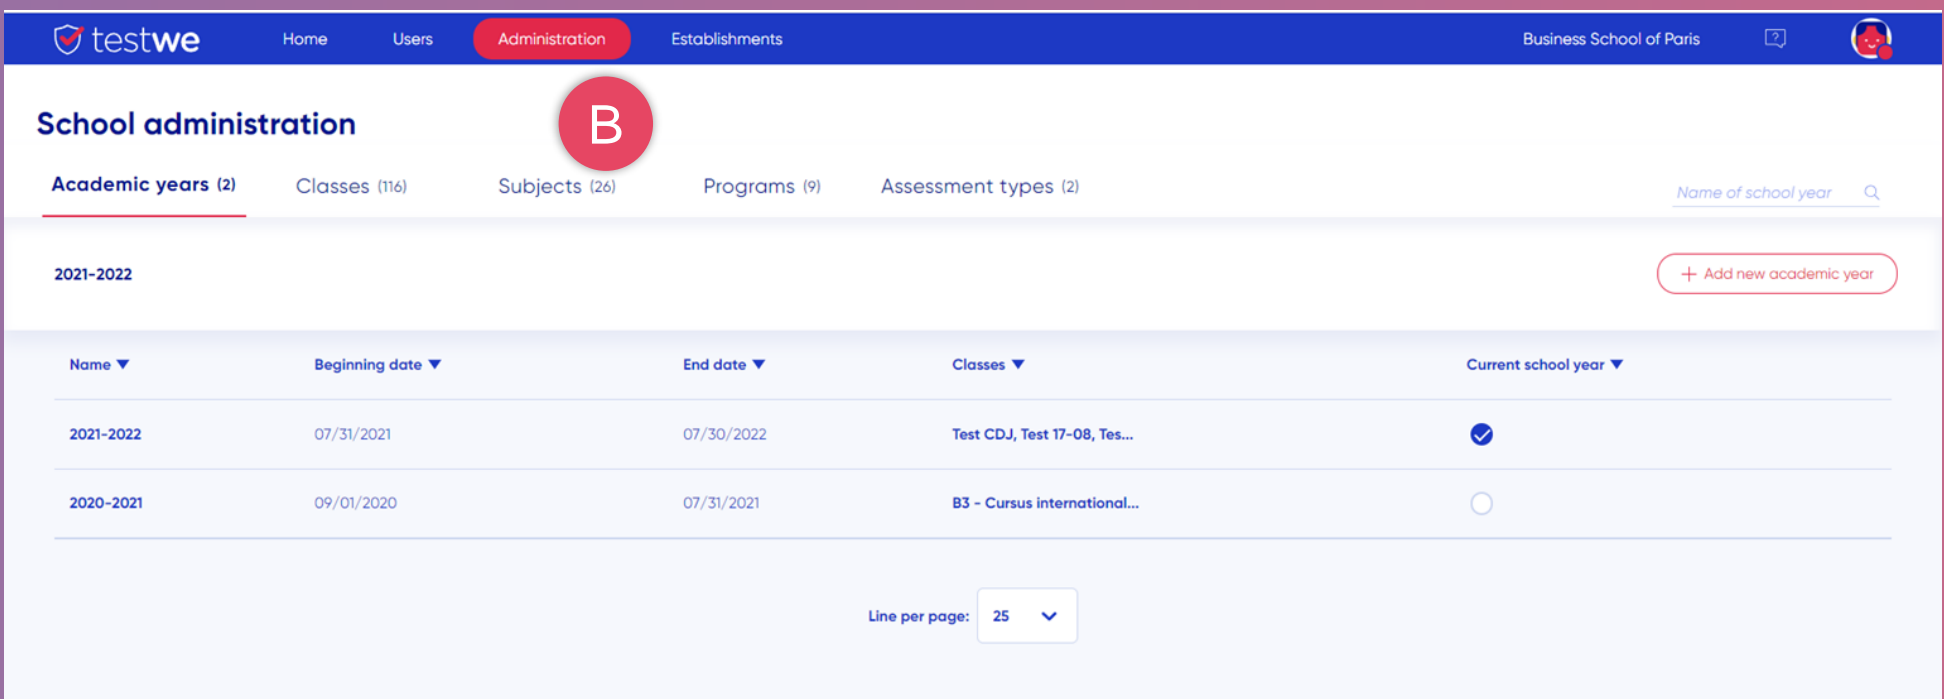 testwe Home Users Administration Establishments Business School of Paris ?
B
School administration
Academic years (2) Classes (116) Subjects (26) Programs (9) Assessment types (2) Name of school year
2021-2022 + Add new academic year
Name Beginning date End date Classes Current school year
2021-2022 07/31/2021 07/30/2022 Test CDJ, Test 17-08, Tes...
2020-2021 09/01/2020 07/31/2021 B3 - Cursus international...
Line per page: 25